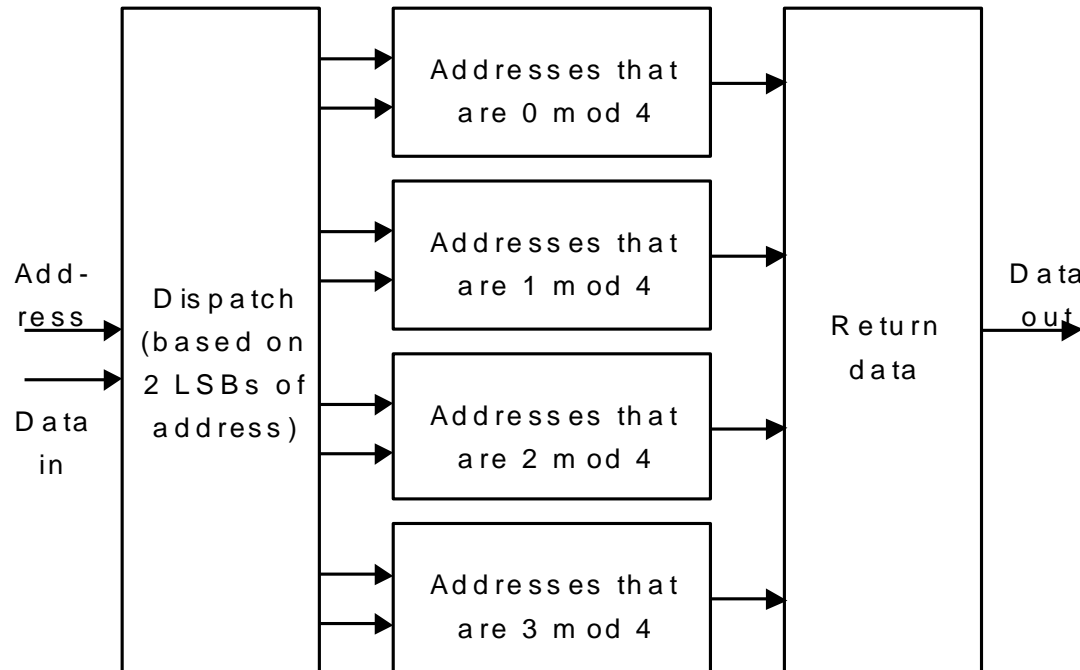 Add-
ress
Data
in
Dispatch
(based on
2 LSBs of
address)
Addresses that
are 0 mod 4
Addresses that
are 1 mod 4
Addresses that
are 2 mod 4
Addresses that
are 3 mod 4
Return
data
Data
out